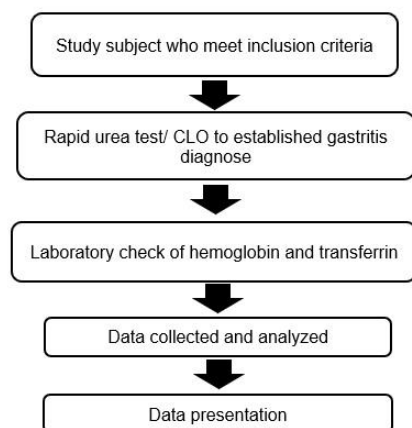 Study subject who meet inclusion criteria
Rapid urea test/ CLO to established gastritis
diagnose
Laboratory check of hemoglobin and transferrin
Data collected and analyzed
Data presentation